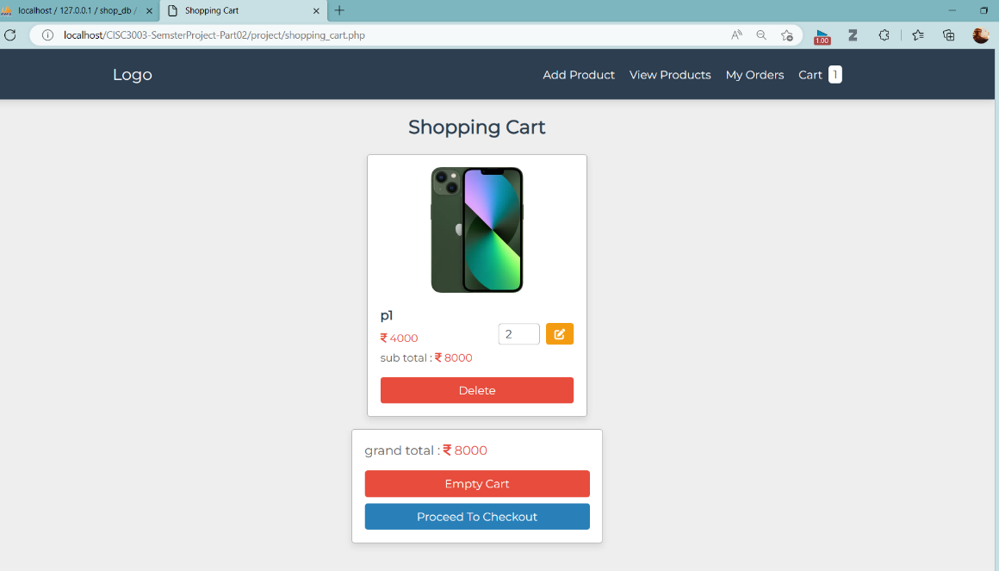 localhost / 127.0.0.1 / shop_db /
Shopping Cart
localhost/CISC3003-SemsterProject-Part02/project/shopping_cart.php
1.00
Logo
Add Product View Products My Orders Cart 1
Shopping Cart
p1
₹ 4000 2
sub total : ₹ 8000
Delete
grand total : ₹ 8000
Empty Cart
Proceed To Checkout